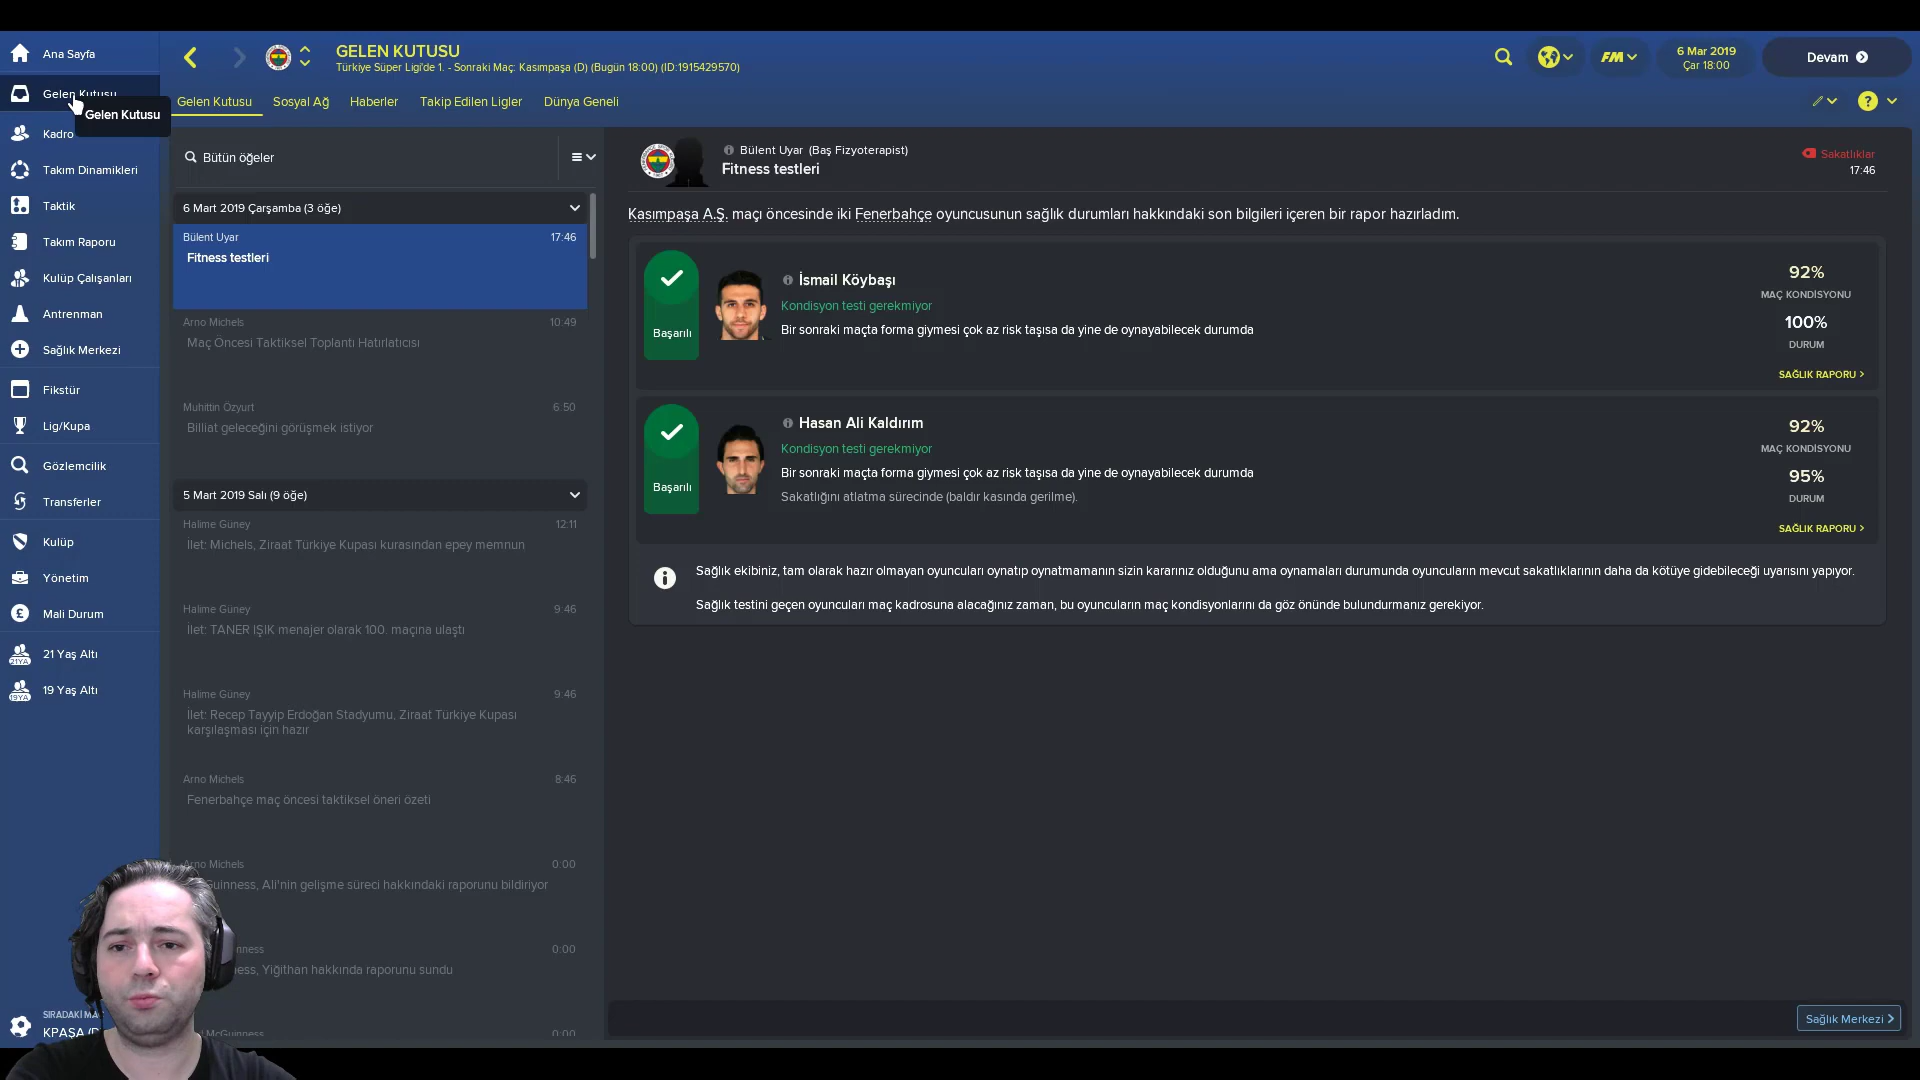 Ana Sayfa
Gelen Kutusu
Gelen Kutusu
Kadro
Takım Dinamikleri
Taktik
Takım Raporu
Kulüp Çalışanları
Antrenman
Sağlık Merkezi
Fikstür
Lig/Kupa
Gözlemcilik
Transferler
Kulüp
Yönetim
Mali Durum
21YA
21 Yaş Altı
19YA
19 Yaş Altı
SIRADAKİ MA
KPAŞA (D
GELEN KUTUSU
Türkiye Süper Ligi'de 1. - Sonraki Maç: Kasımpaşa (D) (Bugün 18:00) (ID:1915429570)
FM
6 Mar 2019
Çar 18:00
Devam
Gelen Kutusu
Sosyal Ağ
Haberler
Takip Edilen Ligler
Dünya Geneli
?
Bütün öğeler
6 Mart 2019 Çarşamba (3 öğe)
Bülent Uyar 17:46
Fitness testleri
Arno Michels 10:49
Maç Öncesi Taktiksel Toplantı Hatırlatıcısı
Muhittin Özyurt 6:50
Billiat geleceğini görüşmek istiyor
5 Mart 2019 Salı (9 öğe)
Halime Güney 12:11
İlet: Michels, Ziraat Türkiye Kupası kurasından epey memnun
Halime Güney 9:46
İlet: TANER IŞIK menajer olarak 100. maçına ulaştı
Halime Güney 9:46
İlet: Recep Tayyip Erdoğan Stadyumu, Ziraat Türkiye Kupası
karşılaşması için hazır
Arno Michels 8:46
Fenerbahçe maç öncesi taktiksel öneri özeti
Arno Michels 0:00
Guinness, Ali'nin gelişme süreci hakkındaki raporunu bildiriyor
nness 0:00
ess, Yiğithan hakkında raporunu sundu
McGuinness 0:00
Bülent Uyar (Baş Fizyoterapist)
Fitness testleri
Sakatlıklar
17:46
Kasımpaşa A.Ş. maçı öncesinde iki Fenerbahçe oyuncusunun sağlık durumları hakkındaki son bilgileri içeren bir rapor hazırladım.
Başarılı
İsmail Köybaşı
Kondisyon testi gerekmiyor
Bir sonraki maçta forma giymesi çok az risk taşısa da yine de oynayabilecek durumda
92%
MAÇ KONDİSYONU
100%
DURUM
SAĞLIK RAPORU >
Başarılı
Hasan Ali Kaldırım
Kondisyon testi gerekmiyor
Bir sonraki maçta forma giymesi çok az risk taşısa da yine de oynayabilecek durumda
Sakatlığını atlatma sürecinde (baldır kasında gerilme).
92%
MAÇ KONDİSYONU
95%
DURUM
SAĞLIK RAPORU >
Sağlık ekibiniz, tam olarak hazır olmayan oyuncuları oynatıp oynatmamanın sizin kararınız olduğunu ama oynamaları durumunda oyuncuların mevcut sakatlıklarının daha da kötüye gidebileceği uyarısını yapıyor.
Sağlık testini geçen oyuncuları maç kadrosuna alacağınız zaman, bu oyuncuların maç kondisyonlarını da göz önünde bulundurmanız gerekiyor.
Sağlık Merkezi >